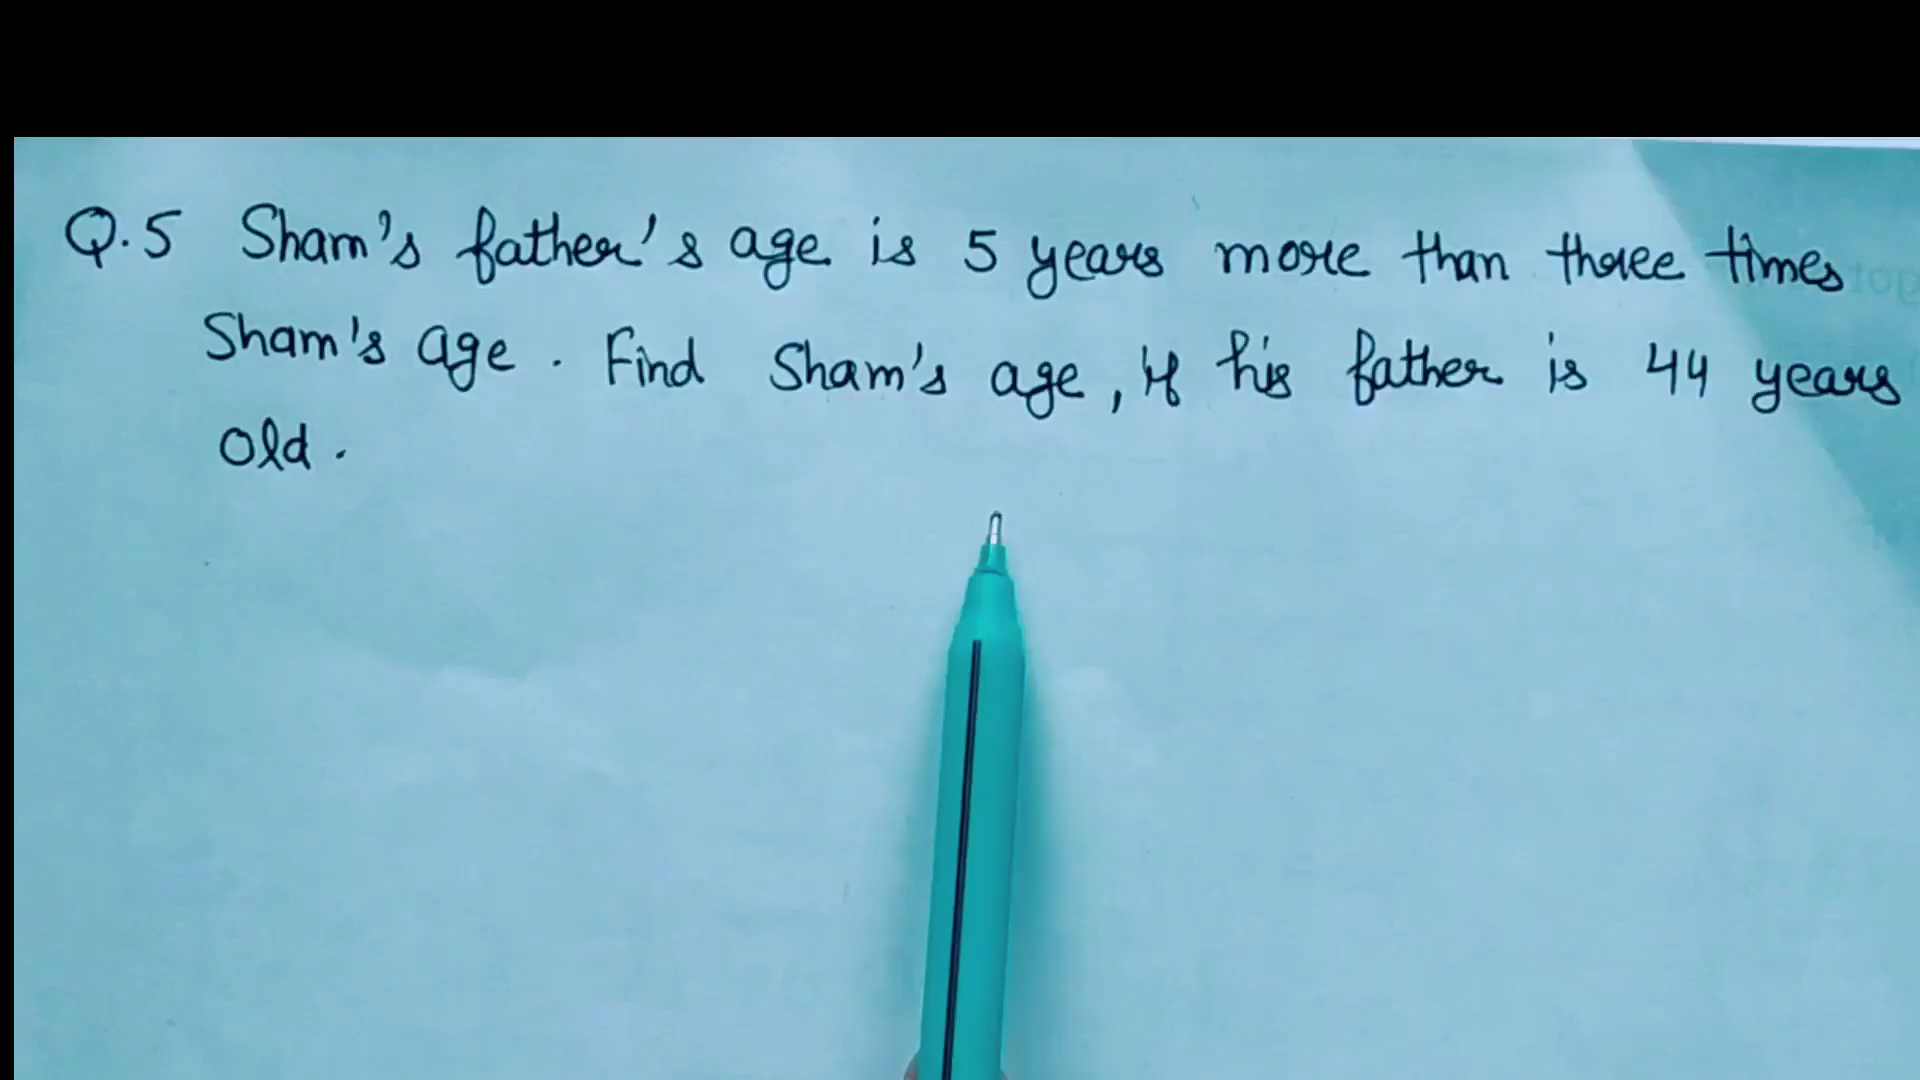 Q.5 Sham's father's age is 5 years more than three times
Sham's age. Find Sham's age, if his father is 44 years
old.